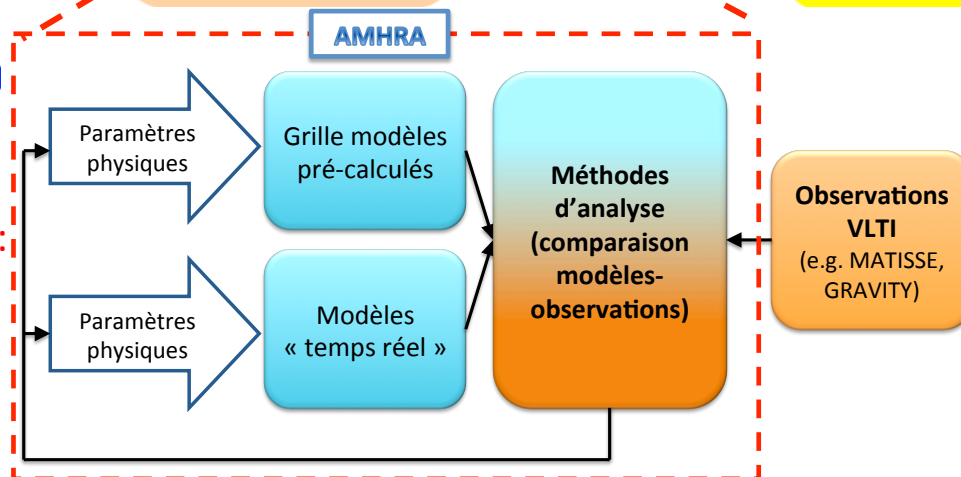 AMHRA
Paramètres
physiques
Grille modèles
pré-calculés
Méthodes
d'analyse
(comparaison
modèles-
observations)
Observations
VLTI
(e.g. MATISSE,
GRAVITY)
Paramètres
physiques
Modèles
« temps réel »